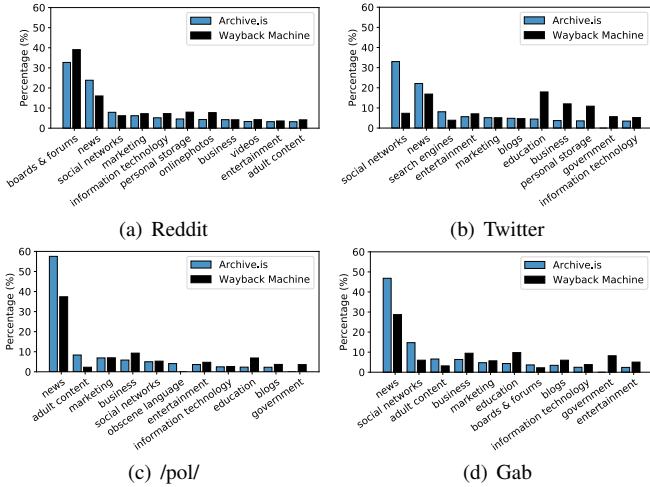 60
50
40
30
20
10
0
Percentage (%)
Archive.is
Wayback Machine
boards & forums
news
social networks
marketing
information technology
personal storage
onlinephotos
business
videos
entertainment
adult content
(a) Reddit
60
50
40
30
20
10
0
Percentage (%)
Archive.is
Wayback Machine
social networks
news
search engines
entertainment
marketing
blogs
education
business
personal storage
government
information technology
(b) Twitter
60
50
40
30
20
10
0
Percentage (%)
Archive.is
Wayback Machine
news
adult content
marketing
business
social networks
obscene language
entertainment
information technology
education
blogs
government
(c) /pol/
60
50
40
30
20
10
0
Percentage (%)
Archive.is
Wayback Machine
news
social networks
adult content
business
marketing
education
boards & forums
blogs
information technology
government
entertainment
(d) Gab